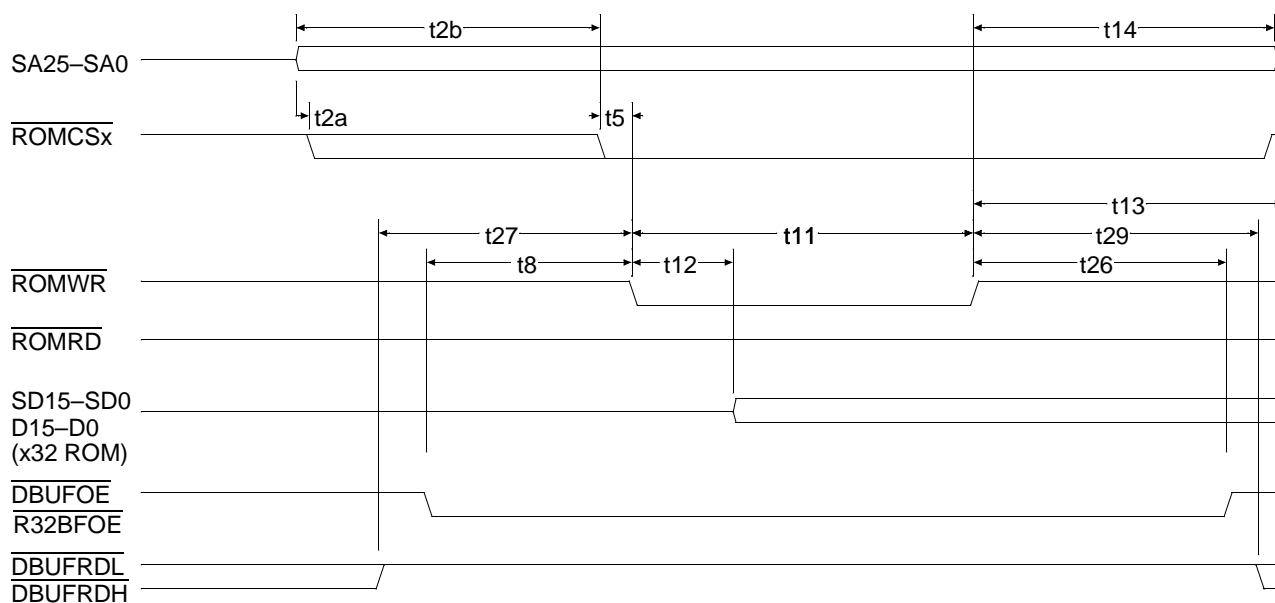 t2b
t14
SA25–SA0
t2a
t5
ROMCSx
t13
t27
t11
t29
t8
t12
t26
ROMWR
ROMRD
SD15–SD0
D15–D0
(x32 ROM)
DBUFOE
R32BFOE
DBUFRDL
DBUFRDH